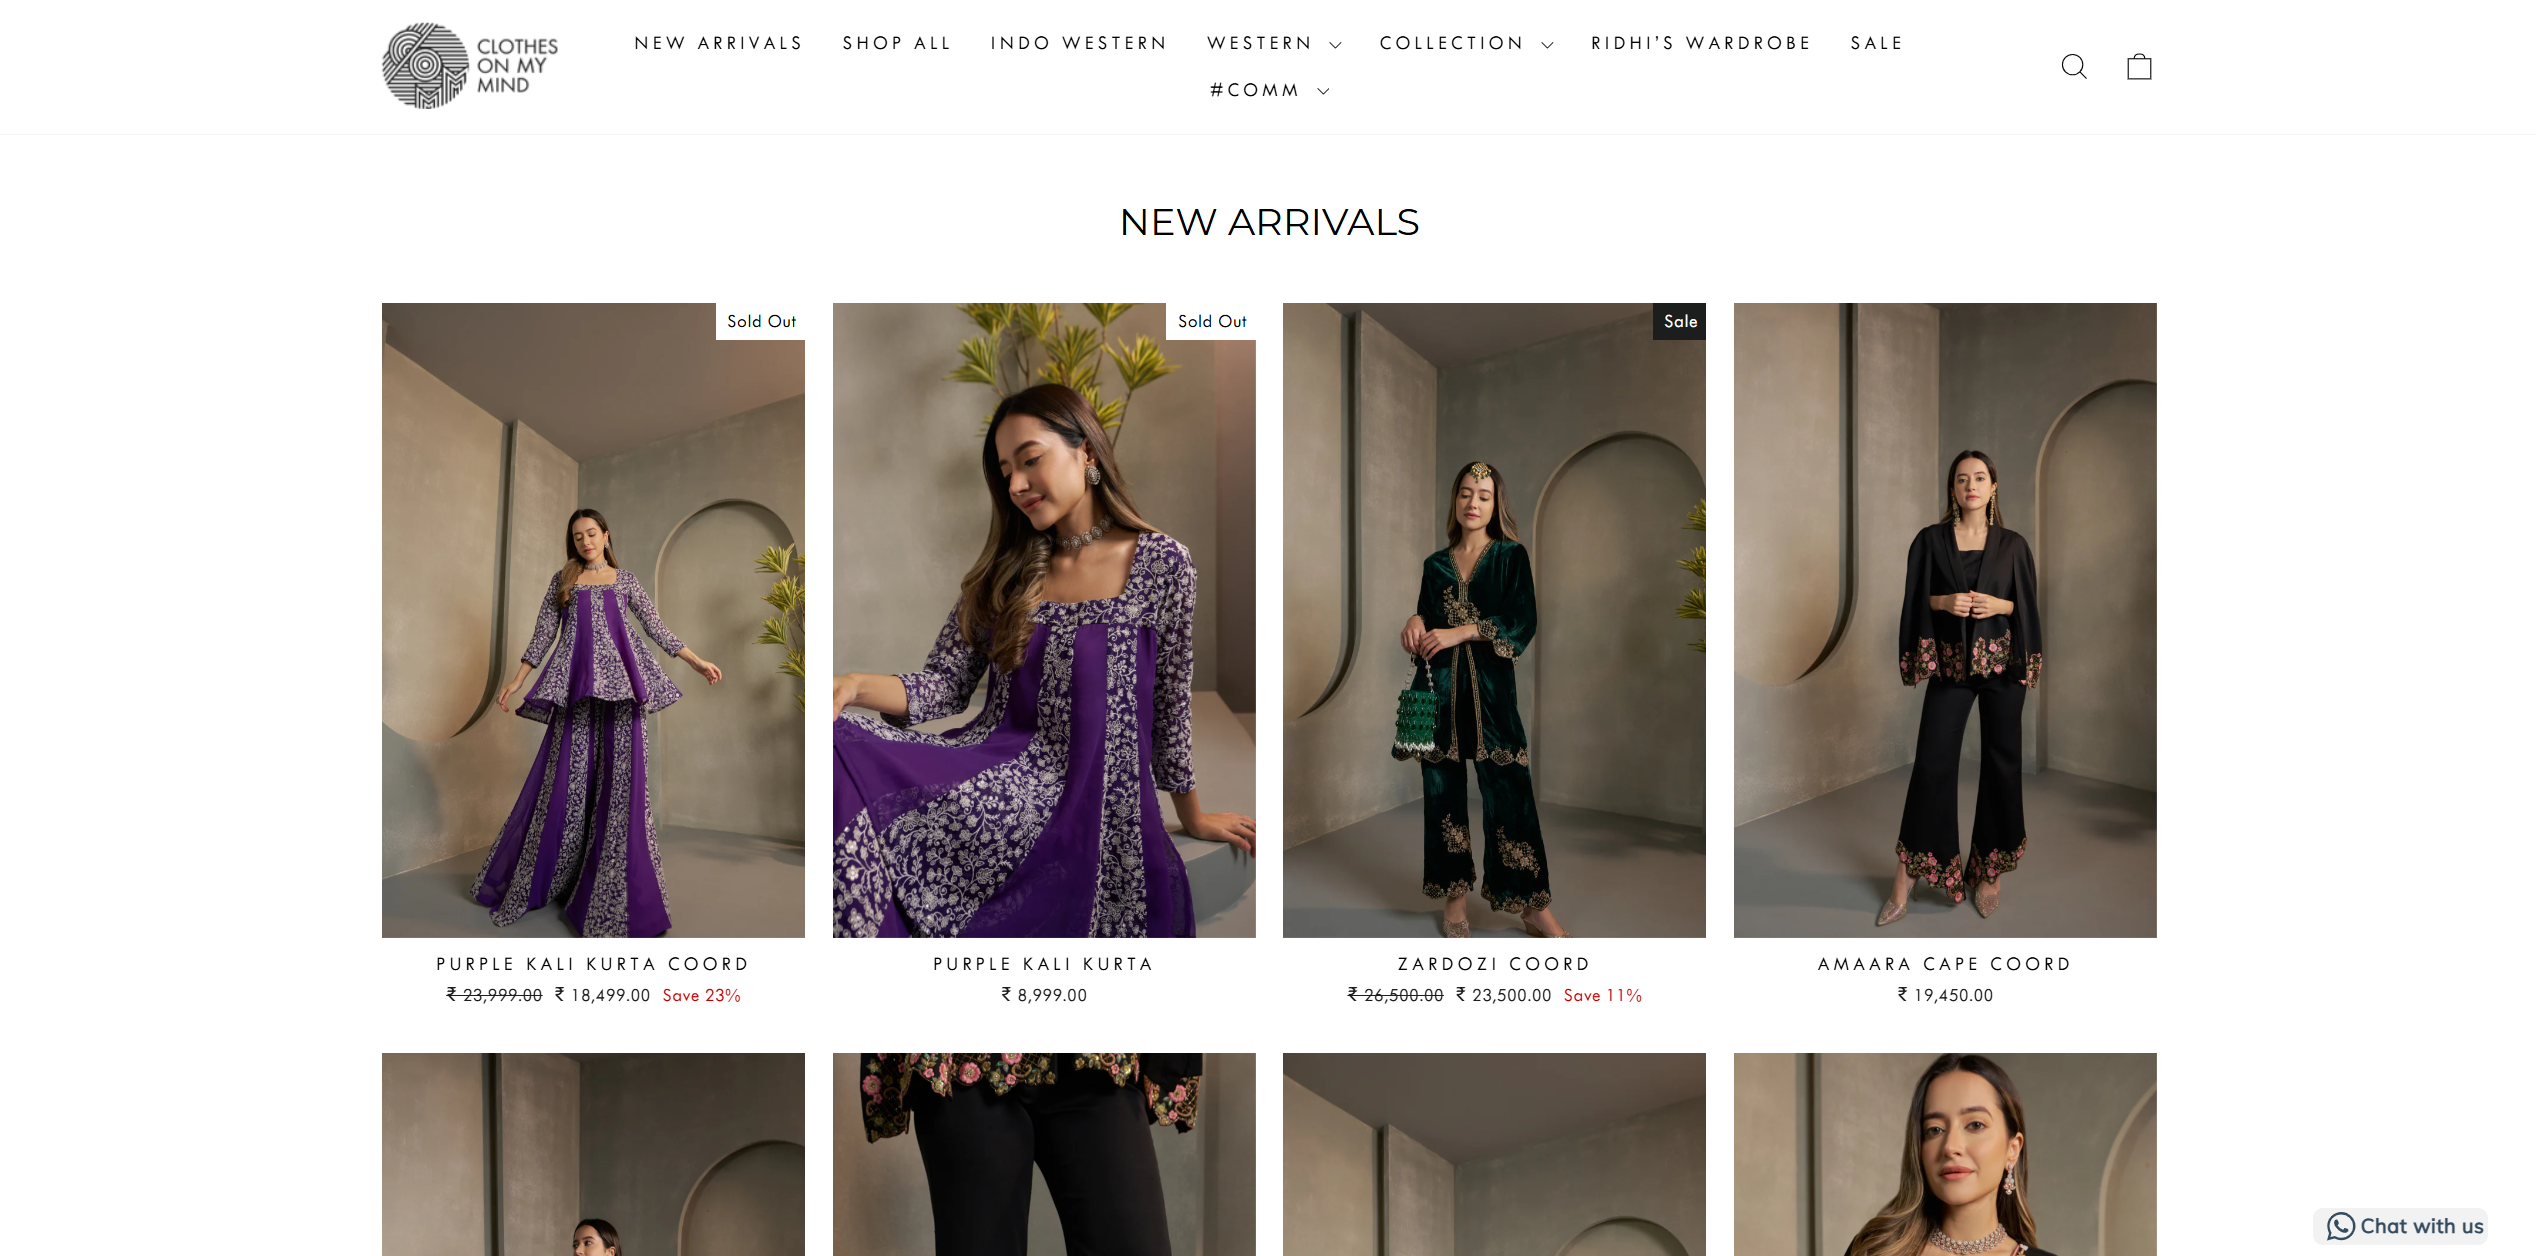 CLOTHES
ON MY
MIND
NEW ARRIVALS SHOP ALL INDO WESTERN WESTERN COLLECTION RIDHI'S WARDROBE SALE
#COMM
NEW ARRIVALS
Sold Out
Sold Out
Sale
PURPLE KALI KURTA COORD
₹ 23,999.00 ₹ 18,499.00 Save 23%
PURPLE KALI KURTA
₹ 8,999.00
ZARDOZI COORD
₹ 26,500.00 ₹ 23,500.00 Save 11%
AMAARA CAPE COORD
₹ 19,450.00
Chat with us